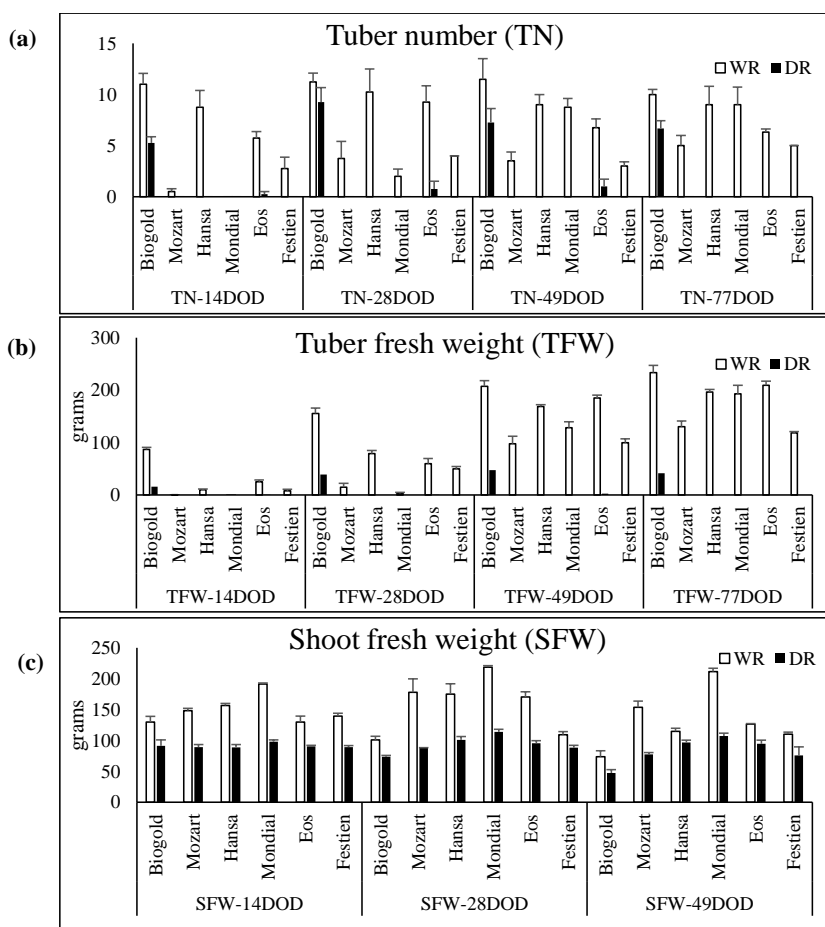 (a)
Tuber number (TN)
WR DR
15
10
5
0
Biogold Mozart Hansa Mondial Eos Festien Biogold Mozart Hansa Mondial Eos Festien Biogold Mozart Hansa Mondial Eos Festien Biogold Mozart Hansa Mondial Eos Festien
TN-14DOD TN-28DOD TN-49DOD TN-77DOD
(b)
Tuber fresh weight (TFW)
WR DR
grams
300
200
100
0
Biogold Mozart Hansa Mondial Eos Festien Biogold Mozart Hansa Mondial Eos Festien Biogold Mozart Hansa Mondial Eos Festien Biogold Mozart Hansa Mondial Eos Festien
TFW-14DOD TFW-28DOD TFW-49DOD TFW-77DOD
(c)
Shoot fresh weight (SFW)
WR DR
grams
250
200
150
100
50
0
Biogold Mozart Hansa Mondial Eos Festien Biogold Mozart Hansa Mondial Eos Festien Biogold Mozart Hansa Mondial Eos Festien
SFW-14DOD SFW-28DOD SFW-49DOD